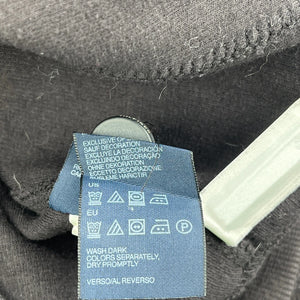 EXCLUSIVE OF
SAUF DÉCORATION
EXCLUYE LA DECORACIÓN
EXCLUINDO DECORAÇÃO
OHNE DEKORATION
ECCETTO DECORAZIONE
US
EU
P
WASH DARK
COLORS SEPARATELY,
DRY PROMPTLY
VERSO/AL REVERSO